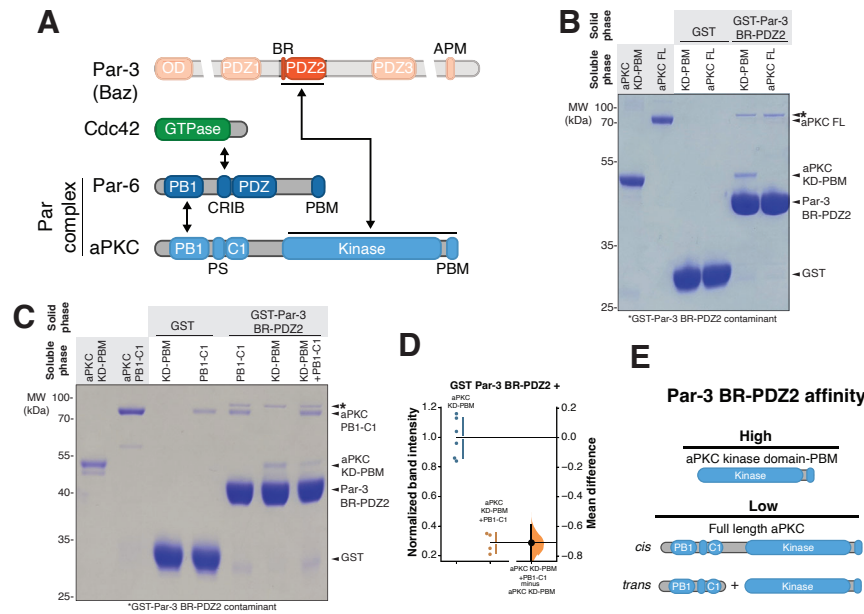 A
BR
APM
OD
PDZ1
PDZ2
PDZ3
Par-3
(Baz)
Cdc42
GTPase
Par complex
Par-6
PB1
PDZ
CRIB
PBM
aPKC
PB1
C1
Kinase
PS
PBM
B
Solid phase
Soluble phase
GST
GST-Par-3
BR-PDZ2
aPKC KD-PBM
aPKC FL
KD-PBM
aPKC FL
KD-PBM
aPKC FL
MW
(kDa)
100-
70-
55-
35-
25-
*
aPKC FL
aPKC
KD-PBM
Par-3
BR-PDZ2
GST
*GST-Par-3 BR-PDZ2 contaminant
C
Solid phase
Soluble phase
GST
GST-Par-3
BR-PDZ2
aPKC KD-PBM
aPKC PB1-C1
KD-PBM
PB1-C1
PB1-C1
KD-PBM
KD-PBM +PB1-C1
MW
(kDa)
100-
70-
55-
40-
35-
25-
*
aPKC
PB1-C1
aPKC
KD-PBM
Par-3
BR-PDZ2
GST
*GST-Par-3 BR-PDZ2 contaminant
D
GST Par-3 BR-PDZ2 +
aPKC
KD-PBM
Normalized band intensity
1.2
1.0
0.8
0.6
0.4
0.2
aPKC
KD-PBM
+PB1-C1
aPKC KD-PBM
+PB1-C1
minus
aPKC KD-PBM
0.2
0.0
−0.2
−0.4
−0.6
−0.8
Mean difference
E
Par-3 BR-PDZ2 affinity
High
aPKC kinase domain-PBM
Kinase
Low
Full length aPKC
cis
PB1
C1
Kinase
trans
PB1
C1
+
Kinase